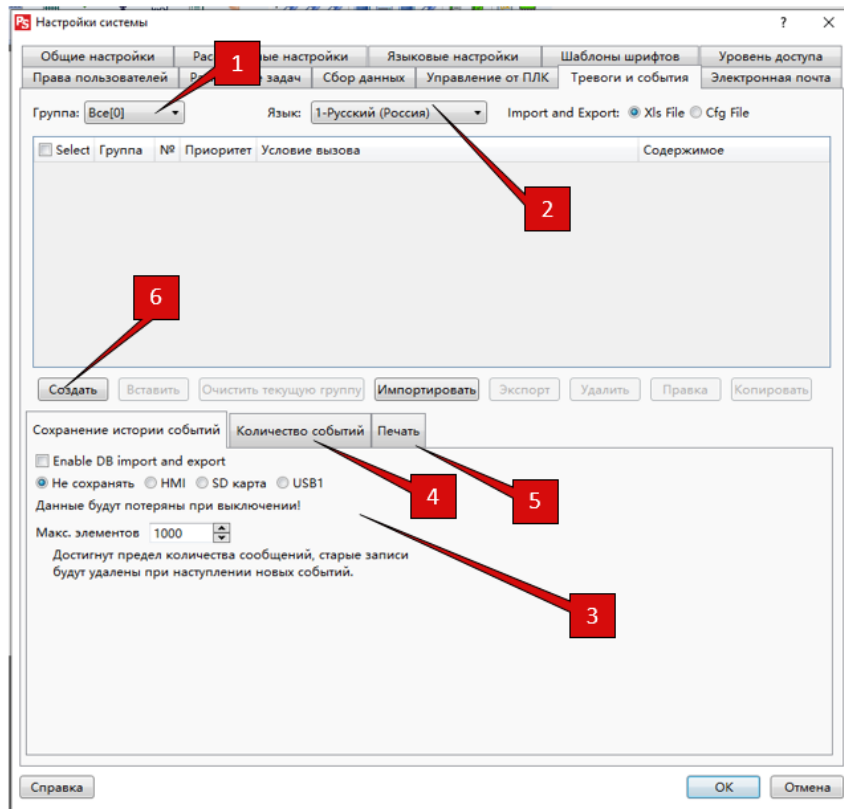 PS Настройки системы ? ×
Общие настройки Рас ные настройки Языковые настройки Шаблоны шрифтов Уровень доступа
Права пользователей Р е задач Сбор данных Управление от ПЛК Тревоги и события Электронная почта
1
Группа: Все[0] Язык: 1-Русский (Россия) Import and Export: Xls File Cfg File
Select Группа № Приоритет Условие вызова Содержимое
2
6
Создать Вставить Очистить текущую группу Импортировать Экспорт Удалить Правка Копировать
Сохранение истории событий Количество событий Печать
Enable DB import and export
Не сохранять HMI SD карта USB1
4
5
Данные будут потеряны при выключении!
Макс. элементов 1000
Достигнут предел количества сообщений, старые записи
будут удалены при наступлении новых событий.
3
Справка OK Отмена